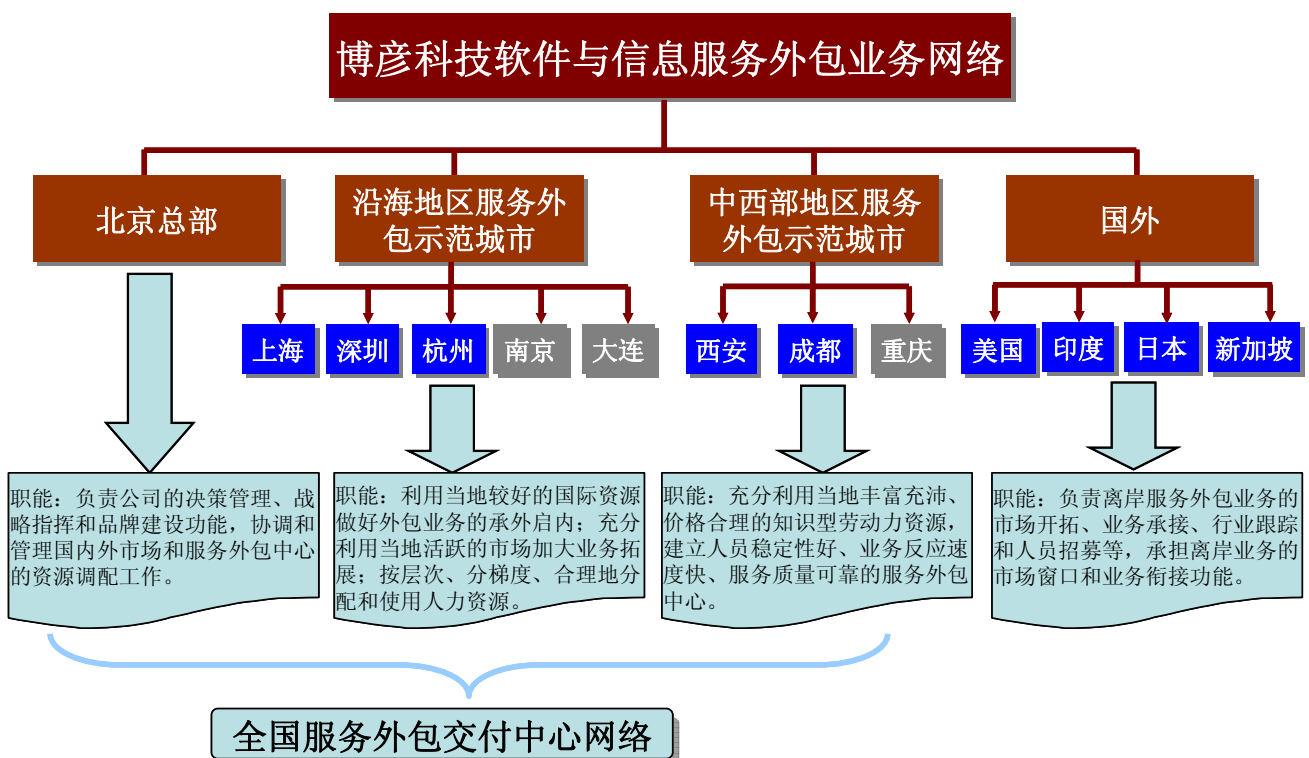 博彦科技软件与信息服务外包业务网络
北京总部
沿海地区服务外
包示范城市
中西部地区服务
外包示范城市
国外
上海
深圳
杭州
南京
大连
西安
成都
重庆
美国
印度
日本
新加坡
职能：负责公司的决策管理、战
略指挥和品牌建设功能，协调和
管理国内外市场和服务外包中心
的资源调配工作。
职能：利用当地较好的国际资源
做好外包业务的承外启内；充分
利用当地活跃的市场加大业务拓
展；按层次、分梯度、合理地分
配和使用人力资源。
职能：充分利用当地丰富充沛、
价格合理的知识型劳动力资源，
建立人员稳定性好、业务反应速
度快、服务质量可靠的服务外包
中心。
职能：负责离岸服务外包业务的
市场开拓、业务承接、行业跟踪
和人员招募等，承担离岸业务的
市场窗口和业务衔接功能。
全国服务外包交付中心网络